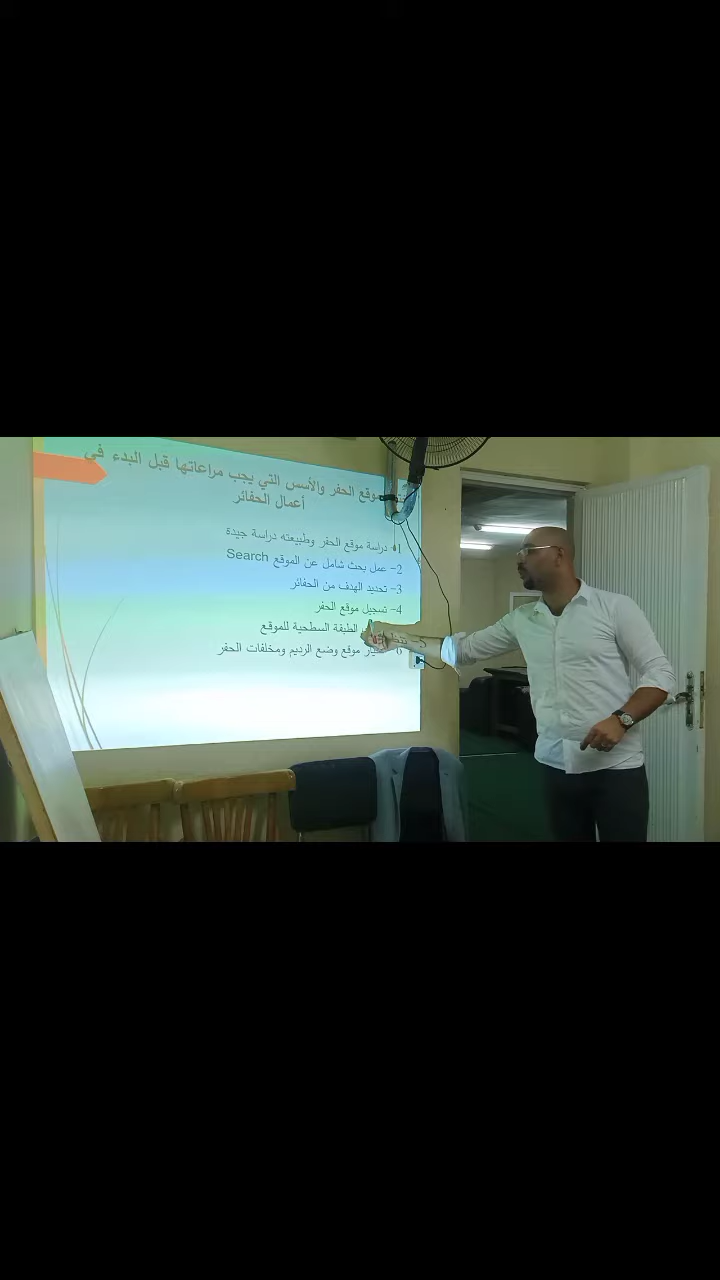 موقع الحفر والأسس التي يجب مراعاتها قبل البدء في
أعمال الحفائر
1- دراسة موقع الحفر وطبيعته دراسة جيدة
2- عمل بحث شامل عن الموقع Search
3- تحديد الهدف من الحفائر
4- تسجيل موقع الحفر
5- الطبقة السطحية للموقع
6- موقع وضع الرديم ومخلفات الحفر